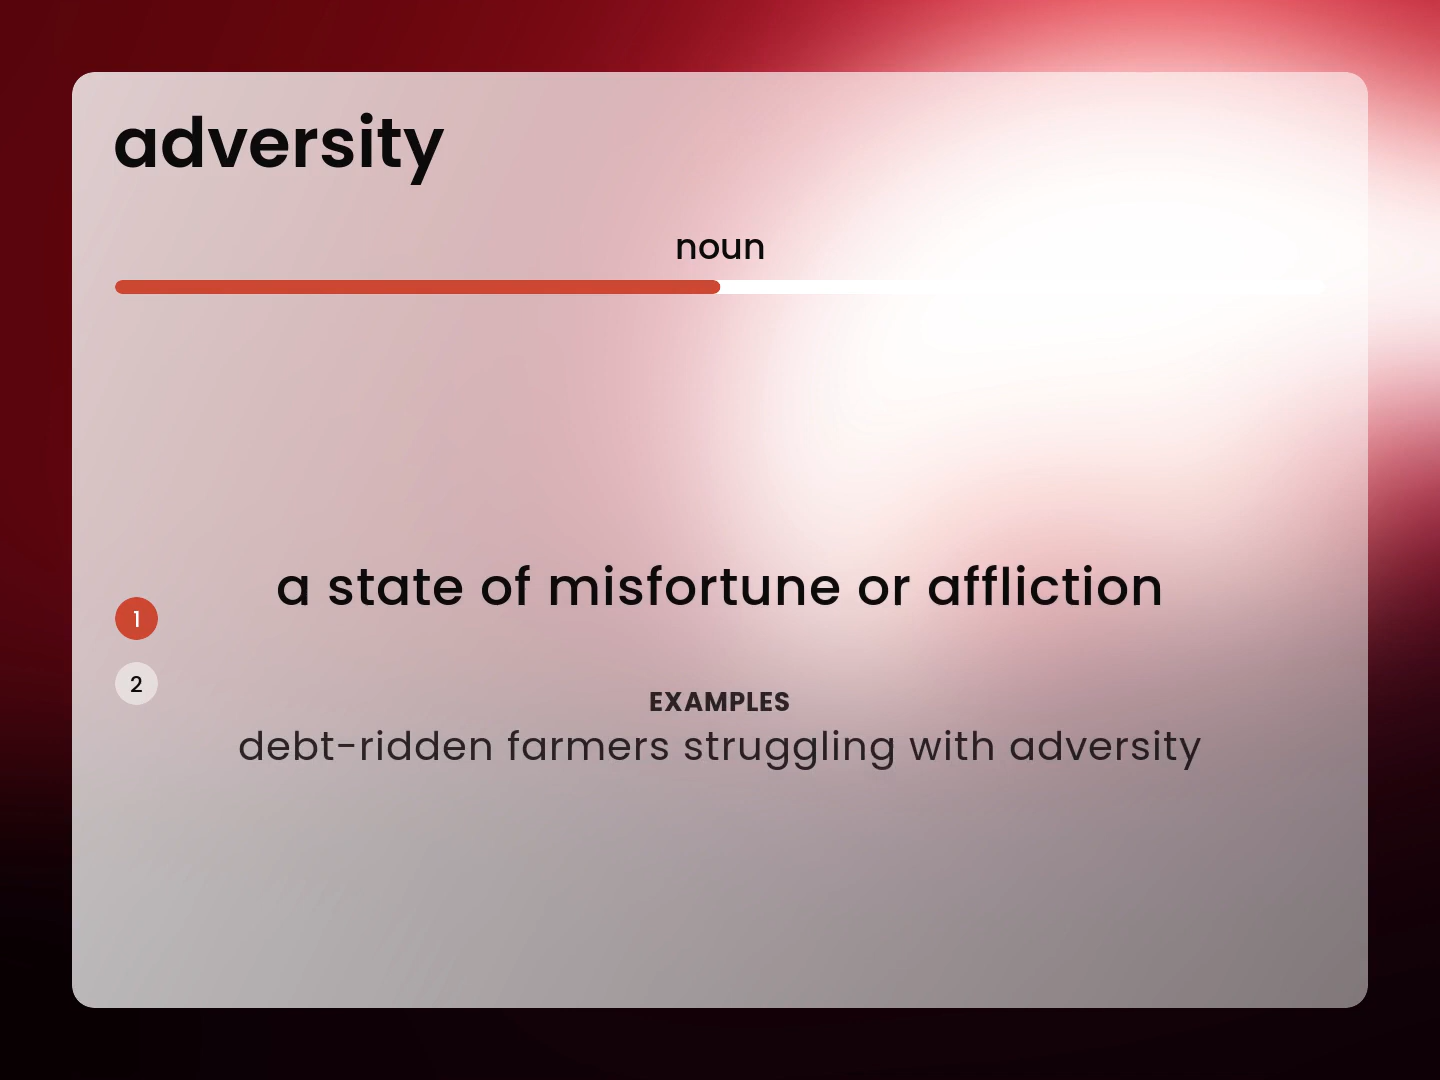 adversity
noun
a state of misfortune or affliction
1
2
EXAMPLES
debt-ridden farmers struggling with adversity